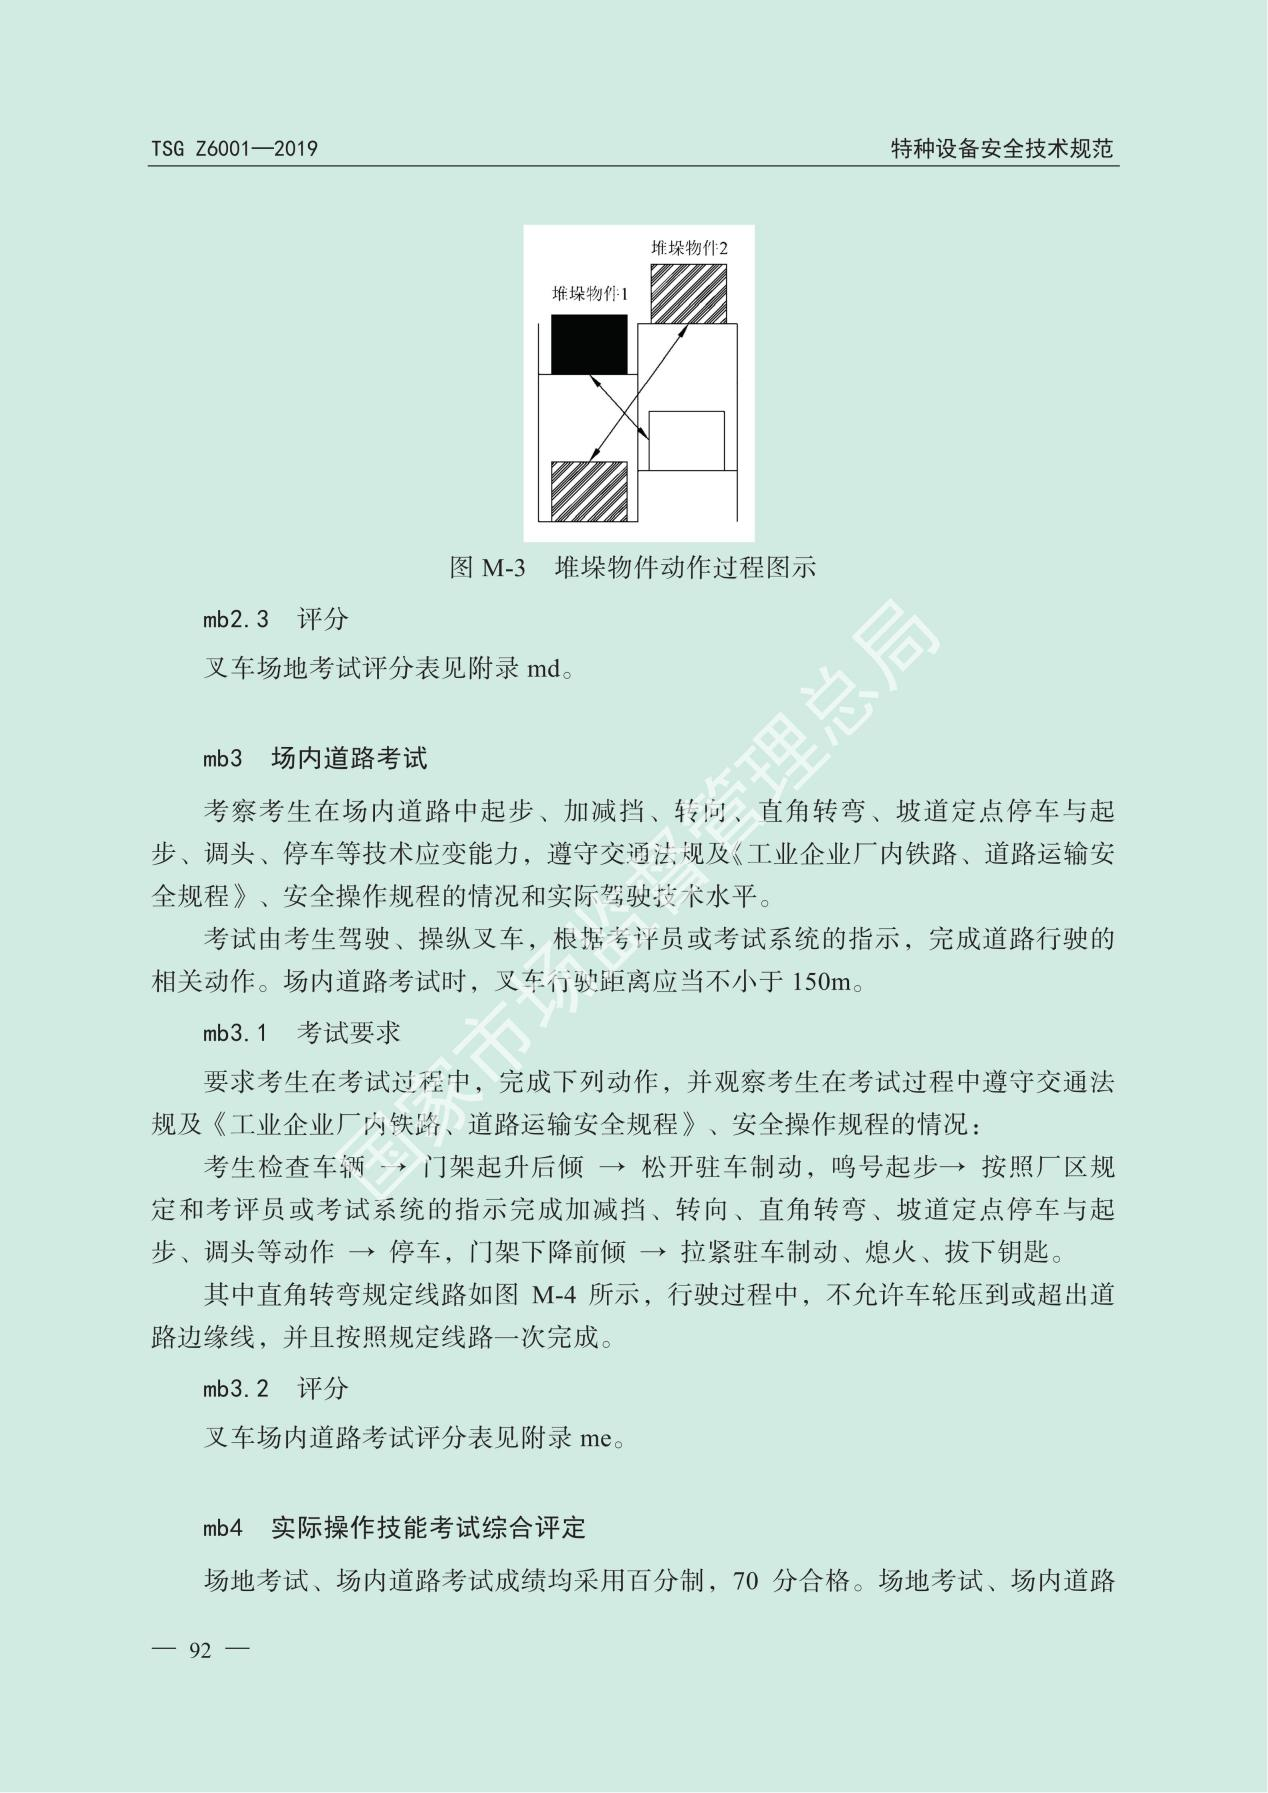 TSG Z6001—2019 特种设备安全技术规范
堆垛物件2
堆垛物件1
图 M-3 堆垛物件动作过程图示
mb2.3 评分
叉车场地考试评分表见附录 md。
mb3 场内道路考试
考察考生在场内道路中起步、加减挡、转向、直角转弯、坡道定点停车与起
步、调头、停车等技术应变能力，遵守交通法规及《工业企业厂内铁路、道路运输安
全规程》、安全操作规程的情况和实际驾驶技术水平。
考试由考生驾驶、操纵叉车，根据考评员或考试系统的指示，完成道路行驶的
相关动作。场内道路考试时，叉车行驶距离应当不小于 150m。
mb3.1 考试要求
要求考生在考试过程中，完成下列动作，并观察考生在考试过程中遵守交通法
规及《工业企业厂内铁路、道路运输安全规程》、安全操作规程的情况：
考生检查车辆 → 门架起升后倾 → 松开驻车制动，鸣号起步→ 按照厂区规
定和考评员或考试系统的指示完成加减挡、转向、直角转弯、坡道定点停车与起
步、调头等动作 → 停车，门架下降前倾 → 拉紧驻车制动、熄火、拔下钥匙。
其中直角转弯规定线路如图 M-4 所示，行驶过程中，不允许车轮压到或超出道
路边缘线，并且按照规定线路一次完成。
mb3.2 评分
叉车场内道路考试评分表见附录 me。
mb4 实际操作技能考试综合评定
场地考试、场内道路考试成绩均采用百分制，70 分合格。场地考试、场内道路
— 92 —
国家市场监督管理总局